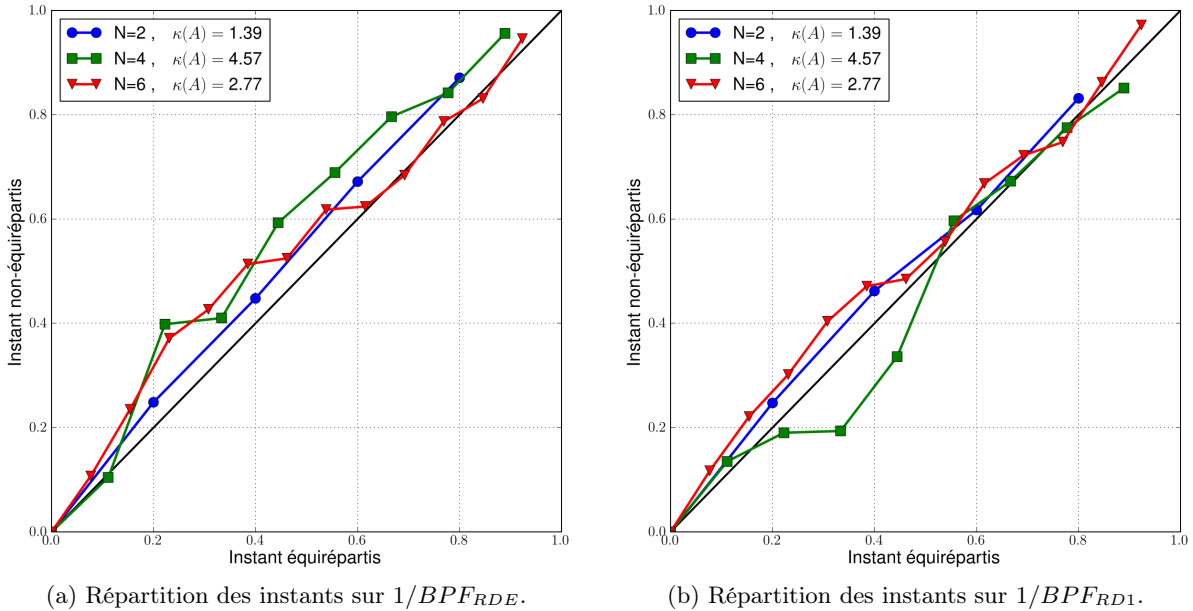 1.0
0.8
0.6
0.4
0.2
0.0
0.0 0.2 0.4 0.6 0.8 1.0
Instant non-équirépartis
Instant équirépartis
N=2 , κ(A) = 1.39
N=4 , κ(A) = 4.57
N=6 , κ(A) = 2.77
(a) Répartition des instants sur 1/BPF_{RDE}.
1.0
0.8
0.6
0.4
0.2
0.0
0.0 0.2 0.4 0.6 0.8 1.0
Instant non-équirépartis
Instant équirépartis
N=2 , κ(A) = 1.39
N=4 , κ(A) = 4.57
N=6 , κ(A) = 2.77
(b) Répartition des instants sur 1/BPF_{RD1}.